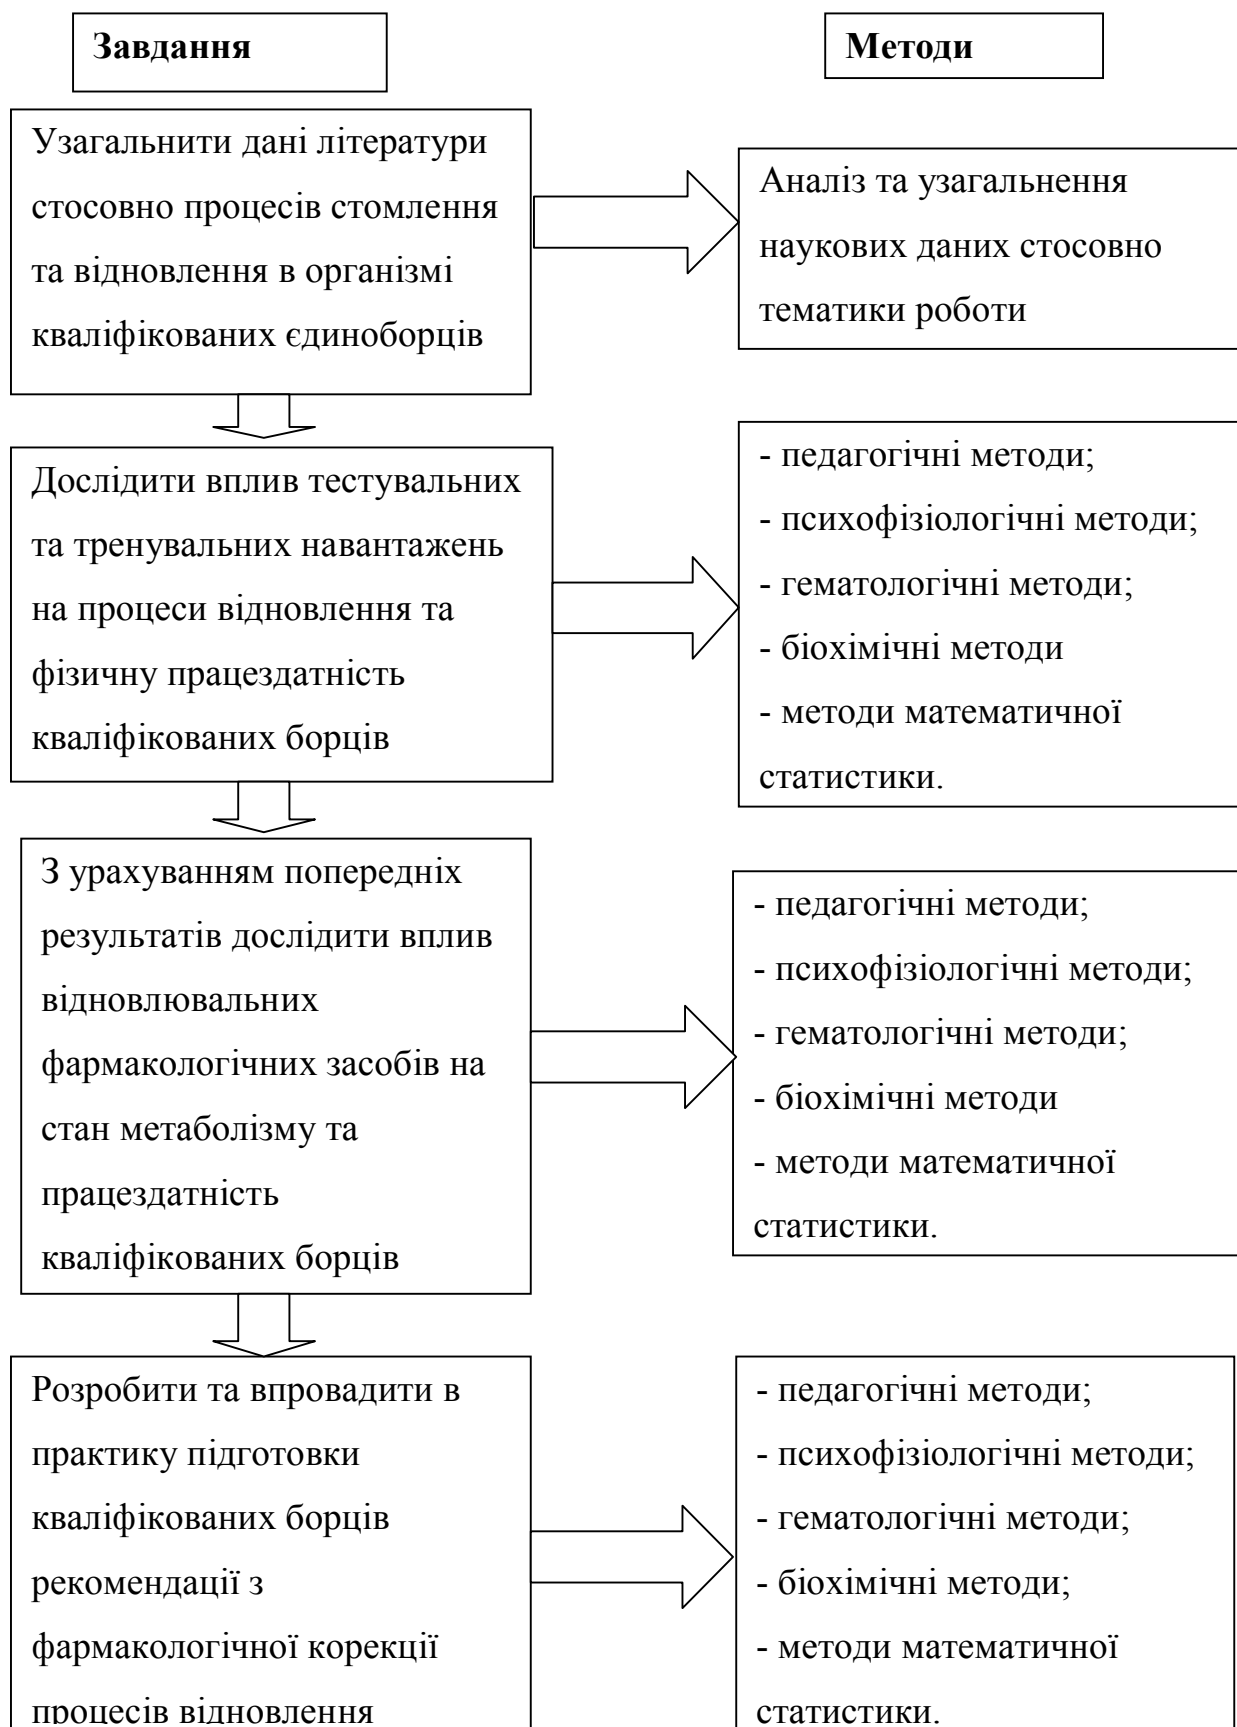 Завдання
Методи
Узагальнити дані літератури
стосовно процесів стомлення
та відновлення в організмі
кваліфікованих єдиноборців
Аналіз та узагальнення
наукових даних стосовно
тематики роботи
Дослідити вплив тестувальних
та тренувальних навантажень
на процеси відновлення та
фізичну працездатність
кваліфікованих борців
- педагогічні методи;
- психофізіологічні методи;
- гематологічні методи;
- біохімічні методи
- методи математичної
статистики.
З урахуванням попередніх
результатів дослідити вплив
відновлювальних
фармакологічних засобів на
стан метаболізму та
працездатність
кваліфікованих борців
- педагогічні методи;
- психофізіологічні методи;
- гематологічні методи;
- біохімічні методи
- методи математичної
статистики.
Розробити та впровадити в
практику підготовки
кваліфікованих борців
рекомендації з
фармакологічної корекції
процесів відновлення
- педагогічні методи;
- психофізіологічні методи;
- гематологічні методи;
- біохімічні методи;
- методи математичної
статистики.